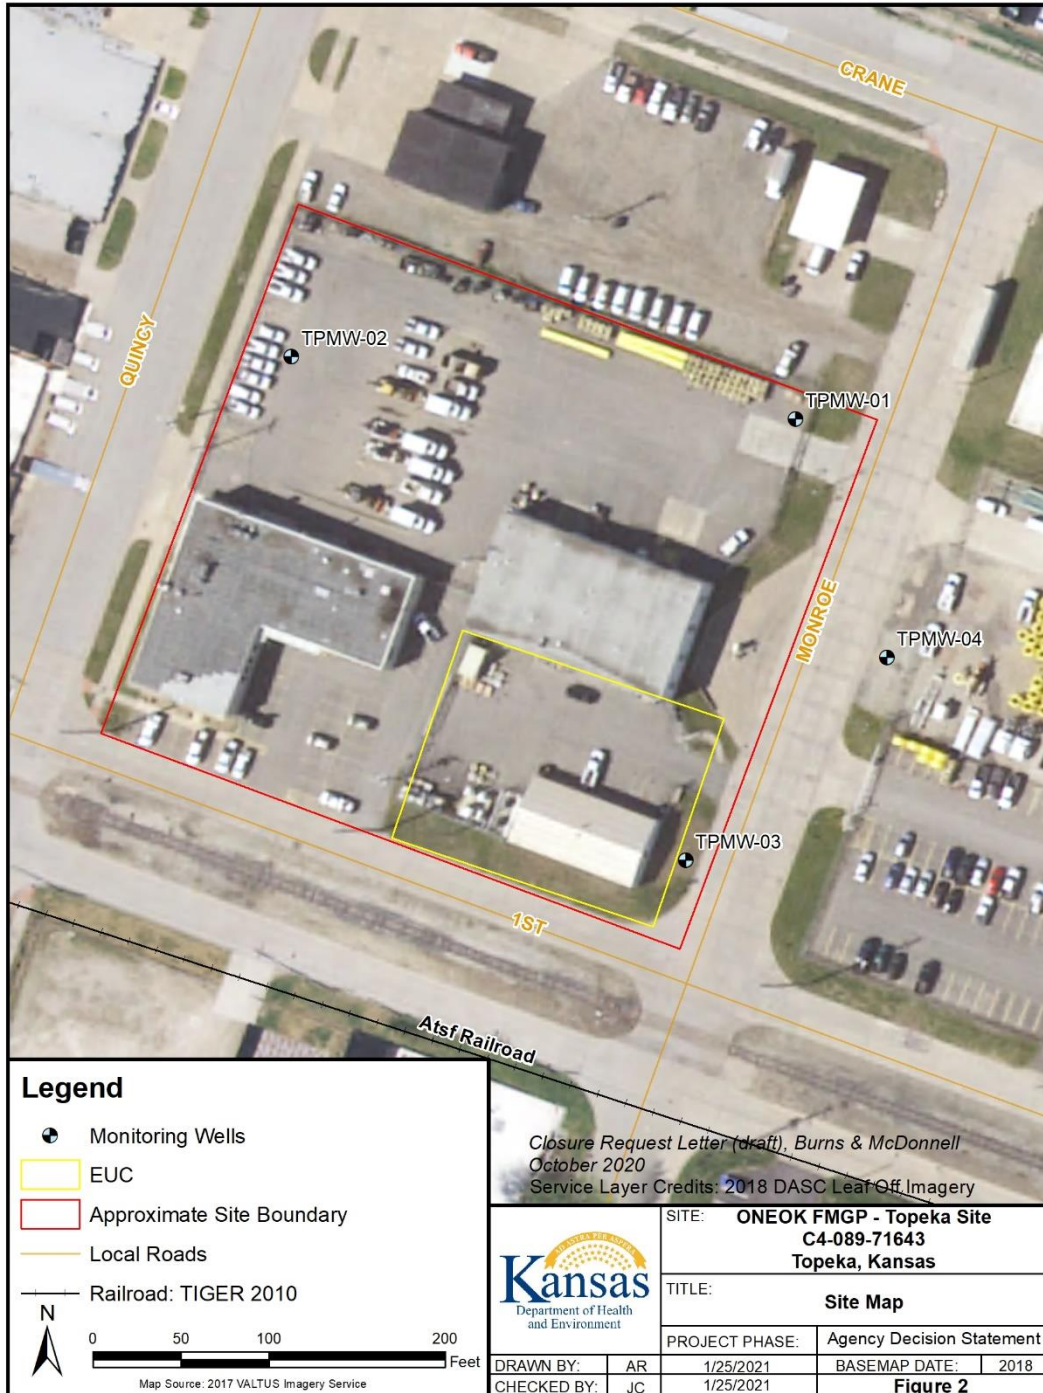 CRANE
QUINCY
TPMW-02
TPMW-01
MONROE
TPMW-04
TPMW-03
1ST
Atsf Railroad
Closure Request Letter (draft), Burns & McDonnell
October 2020
Service Layer Credits: 2018 DASC Leaf Off Imagery
Legend
Monitoring Wells
EUC
Approximate Site Boundary
Local Roads
Railroad: TIGER 2010
N
0 50 100 200
Feet
Map Source: 2017 VALTUS Imagery Service
AD ASTRA PER ASPERA
Kansas
Department of Health
and Environment
SITE: ONEOK FMGP - Topeka Site
C4-089-71643
Topeka, Kansas
TITLE:
Site Map
PROJECT PHASE: Agency Decision Statement
DRAWN BY: AR 1/25/2021 BASEMAP DATE: 2018
CHECKED BY: JC 1/25/2021 Figure 2